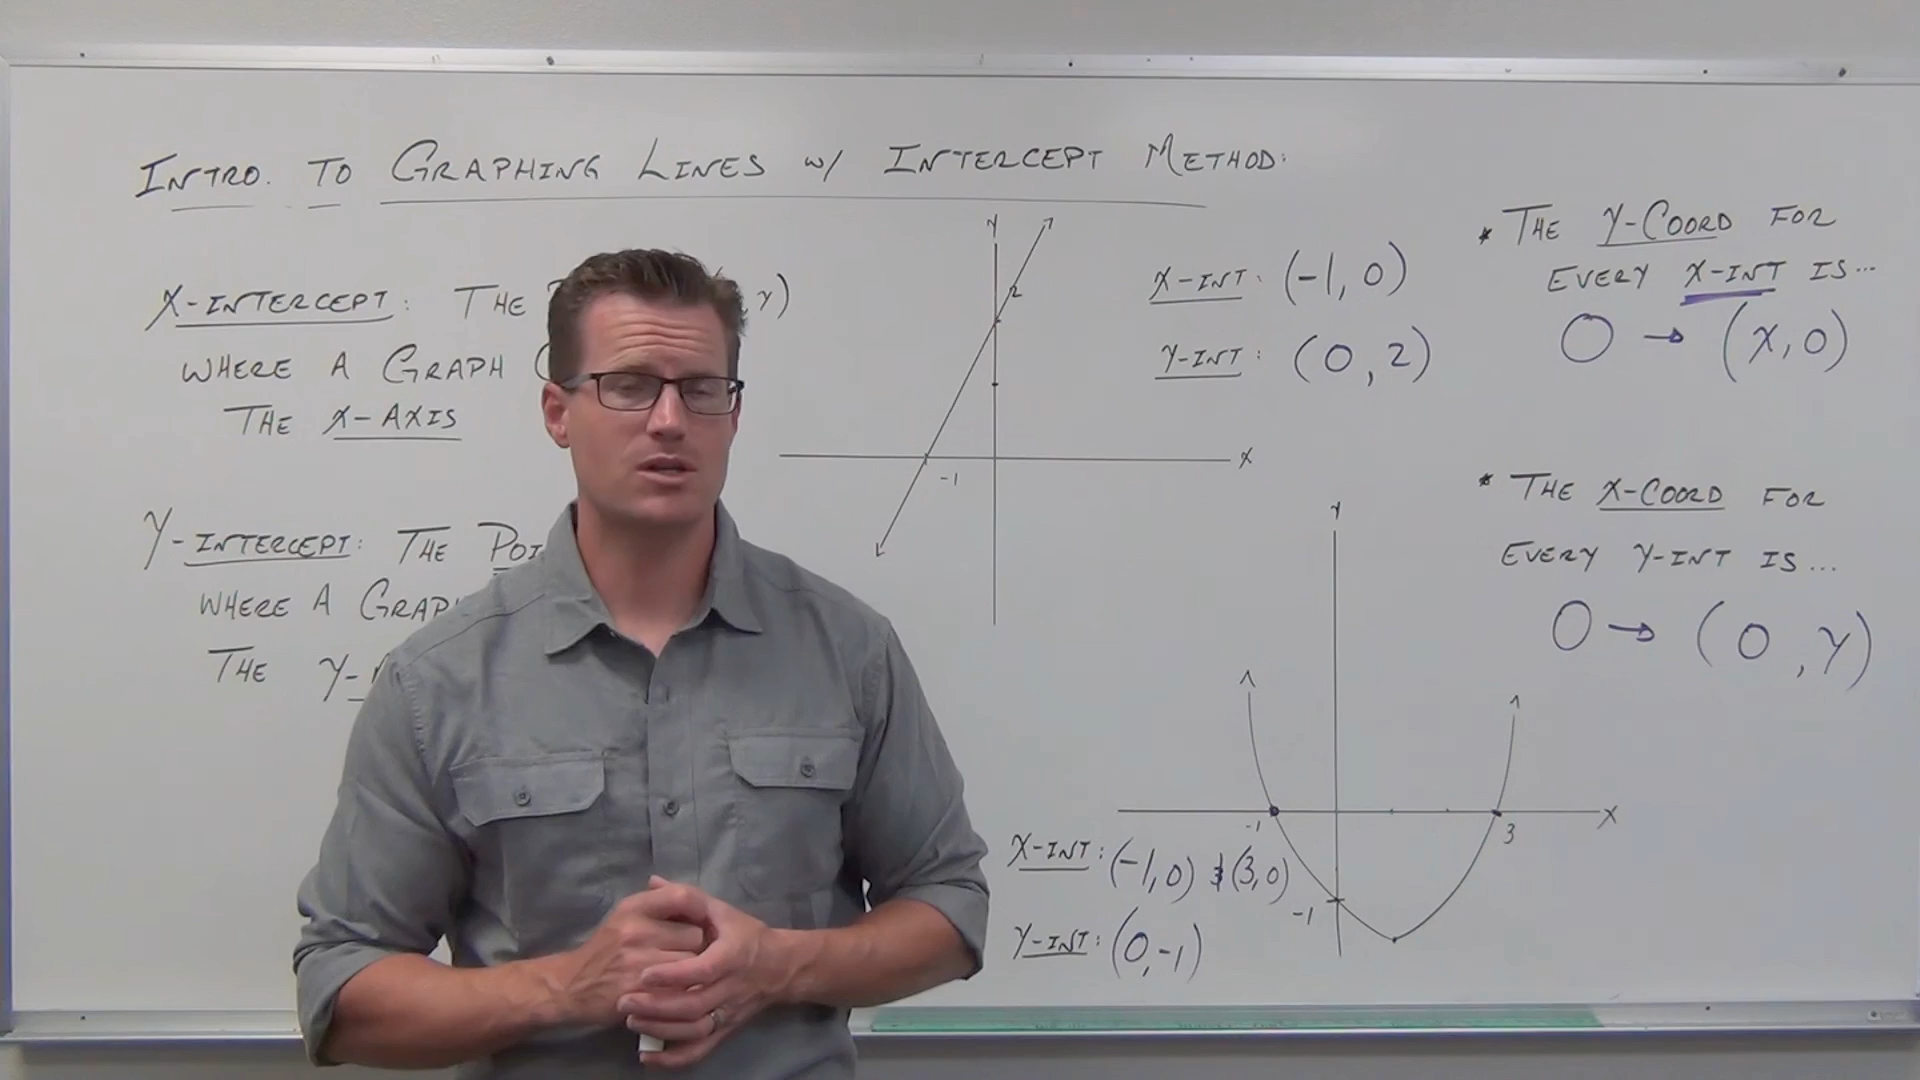 INTRO. TO GRAPHING LINES W/ INTERCEPT METHOD:
X-INTERCEPT: THE Y)
WHERE A GRAPH
THE X-AXIS
Y-INTERCEPT: THE
WHERE A
THE Y-
Y
2
-1
X
X-INT: (-1, 0)
Y-INT: (0, 2)
* THE Y-COORD FOR
EVERY X-INT IS...
0 → (X, 0)
* THE X-COORD FOR
EVERY Y-INT IS...
0 → (0, Y)
Y
-1
3
X
-1
X-INT: (-1, 0) & (3, 0)
Y-INT: (0, -1)